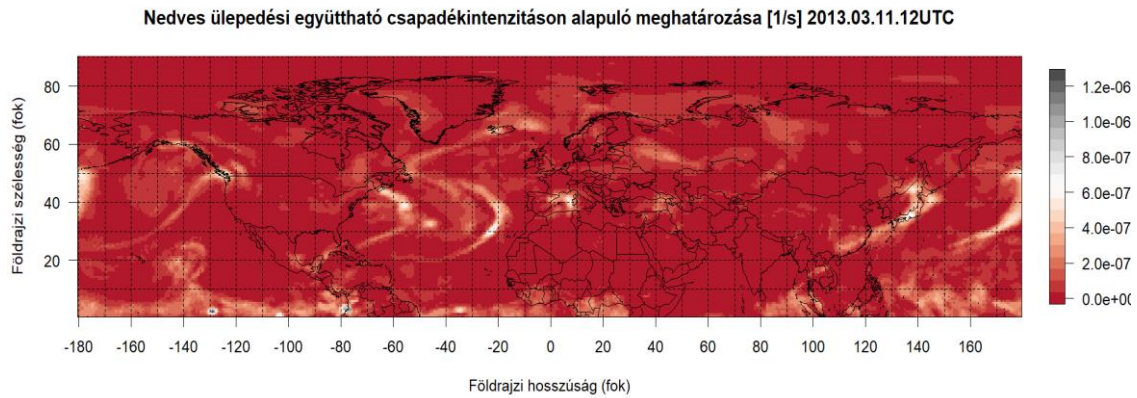 Nedves ülepedési együttható csapadékintenzitáson alapuló meghatározása [1/s] 2013.03.11.12UTC
Földrajzi szélesség (fok)
80
60
40
20
-180 -160 -140 -120 -100 -80 -60 -40 -20 0 20 40 60 80 100 120 140 160
Földrajzi hosszúság (fok)
1.2e-06
1.0e-06
8.0e-07
6.0e-07
4.0e-07
2.0e-07
0.0e+00